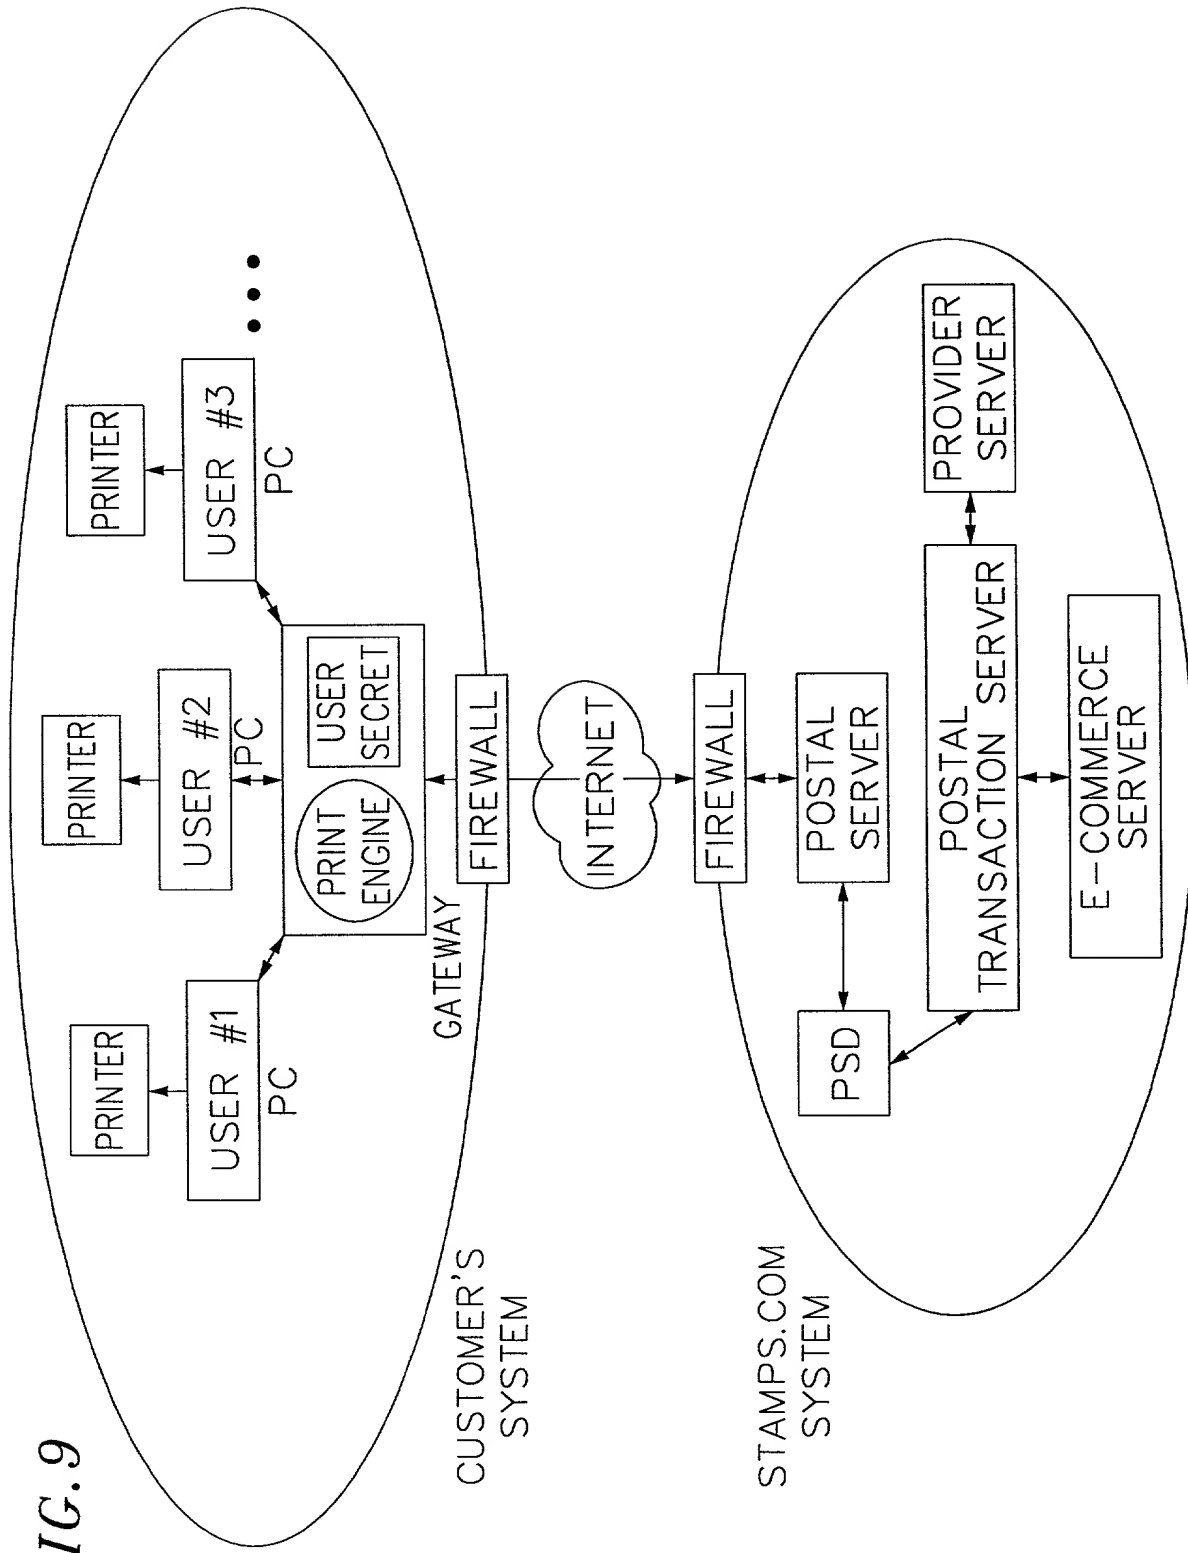 IG. 9
PRINTER
USER #1
PC
PRINTER
USER #2
PC
PRINTER
USER #3
PC
PRINT
ENGINE
USER
SECRET
GATEWAY
FIREWALL
CUSTOMER'S
SYSTEM
INTERNET
FIREWALL
STAMPS.COM
SYSTEM
PSD
POSTAL
SERVER
POSTAL
TRANSACTION SERVER
PROVIDER
SERVER
E-COMMERCE
SERVER